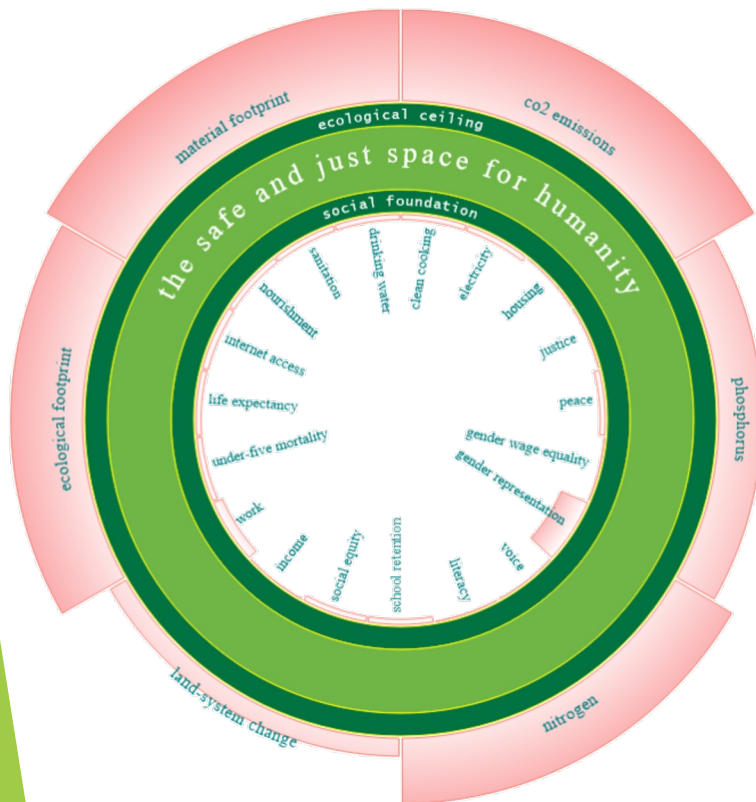 material footprint
co2 emissions
ecological ceiling
the safe and just space for humanity
social foundation
drinking water
clean cooking
sanitation
electricity
nourishment
housing
internet access
justice
life expectancy
peace
under-five mortality
gender wage equality
gender representation
work
voice
income
literacy
social equity
school retention
ecological footprint
phosphorus
land-system change
nitrogen